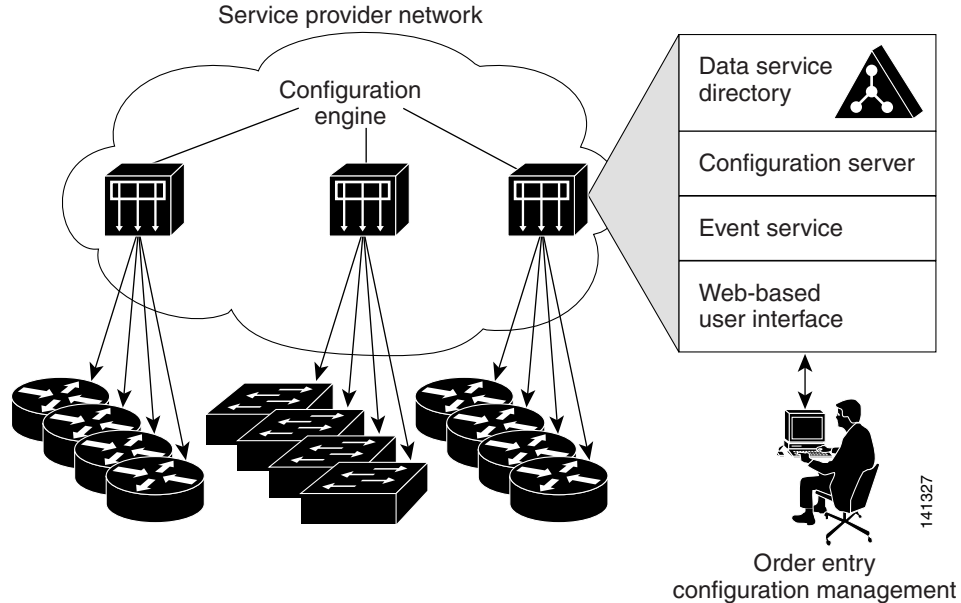 Service provider network
Configuration
engine
Data service
directory
Configuration server
Event service
Web-based
user interface
141327
Order entry
configuration management